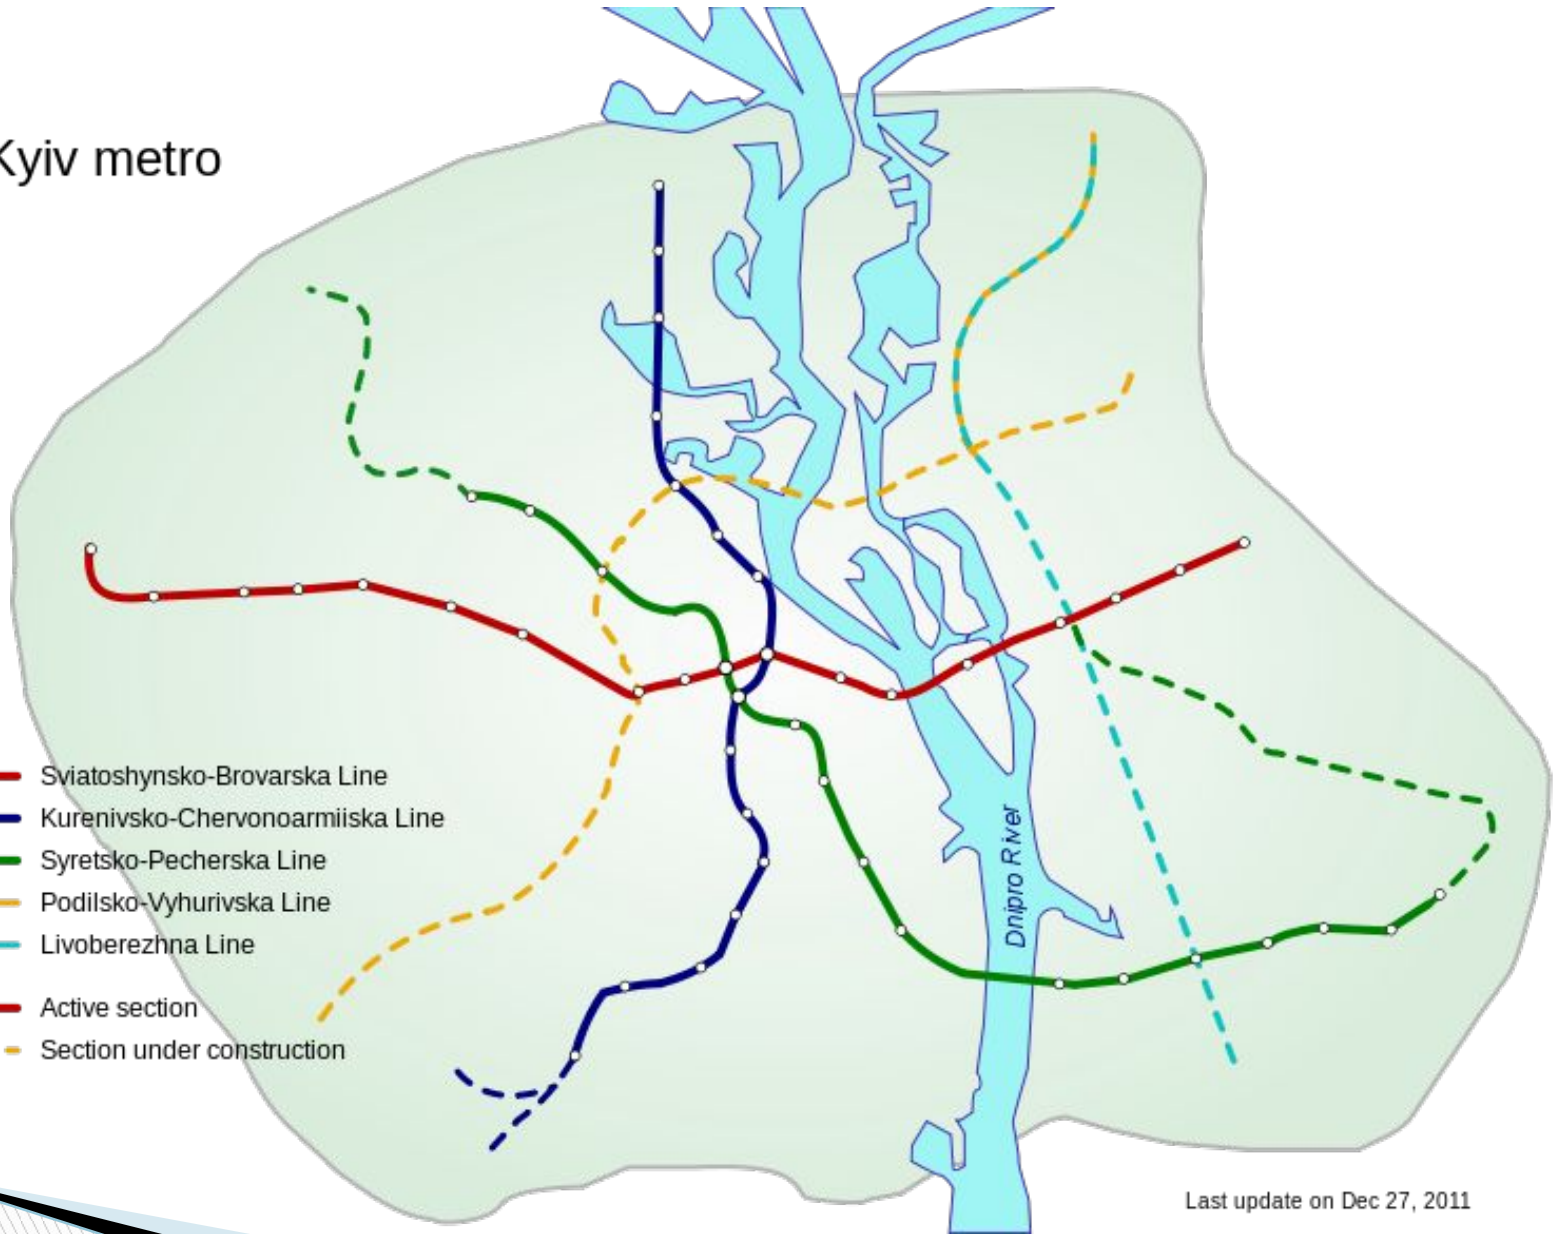 Kyiv metro
Sviatoshynsko-Brovarska Line
Kurenivsko-Chervonoarmiiska Line
Syretsko-Pecherska Line
Podilsko-Vyhurivska Line
Livoberezhna Line
Active section
Section under construction
Dnipro River
Last update on Dec 27, 2011